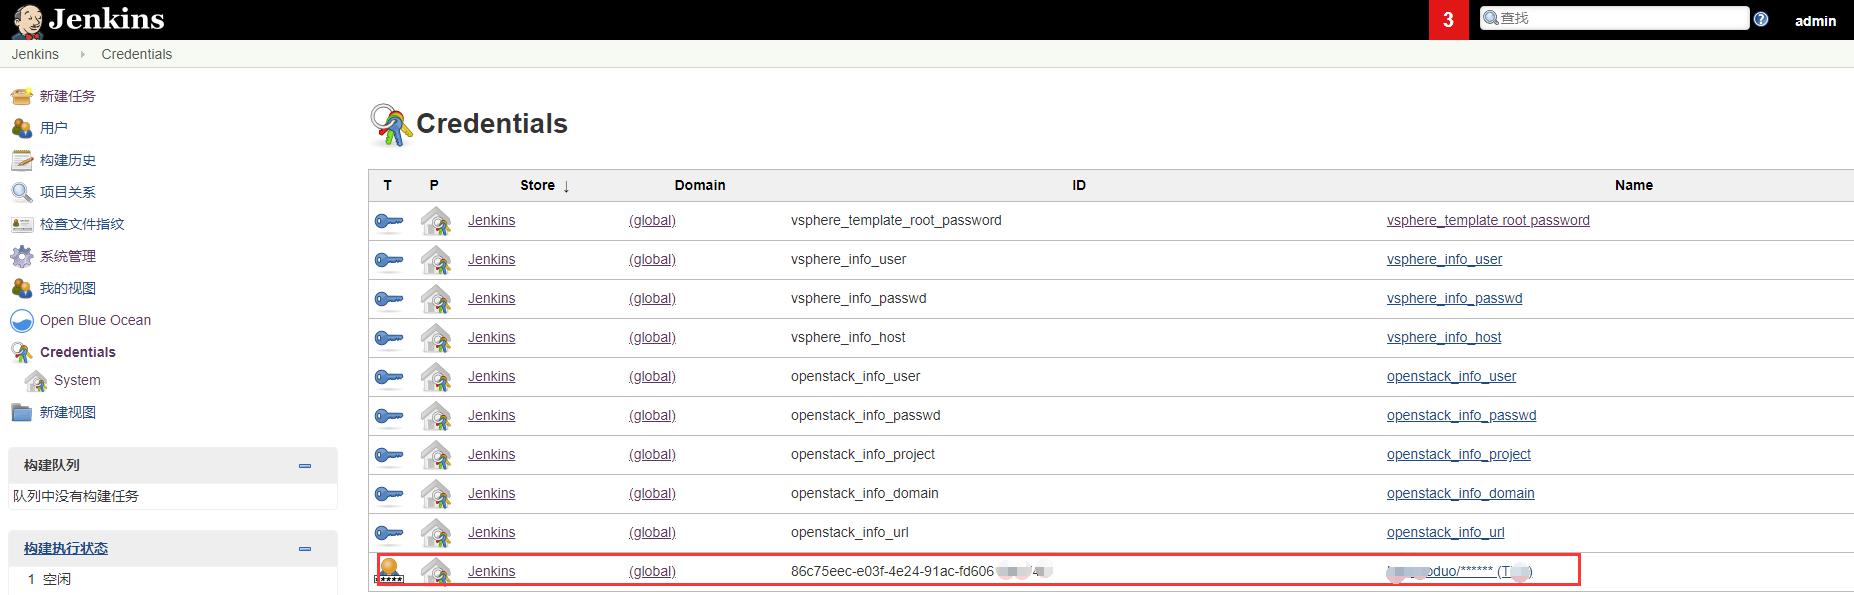 Jenkins
3
查找
?
admin
Jenkins
Credentials
新建任务
用户
构建历史
项目关系
检查文件指纹
系统管理
我的视图
Open Blue Ocean
Credentials
System
新建视图
构建队列
队列中没有构建任务
构建执行状态
1 空闲
Credentials
T P Store ↓ Domain ID Name
Jenkins (global) vsphere_template_root_password vsphere_template root password
Jenkins (global) vsphere_info_user vsphere_info_user
Jenkins (global) vsphere_info_passwd vsphere_info_passwd
Jenkins (global) vsphere_info_host vsphere_info_host
Jenkins (global) openstack_info_user openstack_info_user
Jenkins (global) openstack_info_passwd openstack_info_passwd
Jenkins (global) openstack_info_project openstack_info_project
Jenkins (global) openstack_info_domain openstack_info_domain
Jenkins (global) openstack_info_url openstack_info_url
Jenkins (global) 86c75eec-e03f-4e24-91ac-fd606 oduo/****** (T )